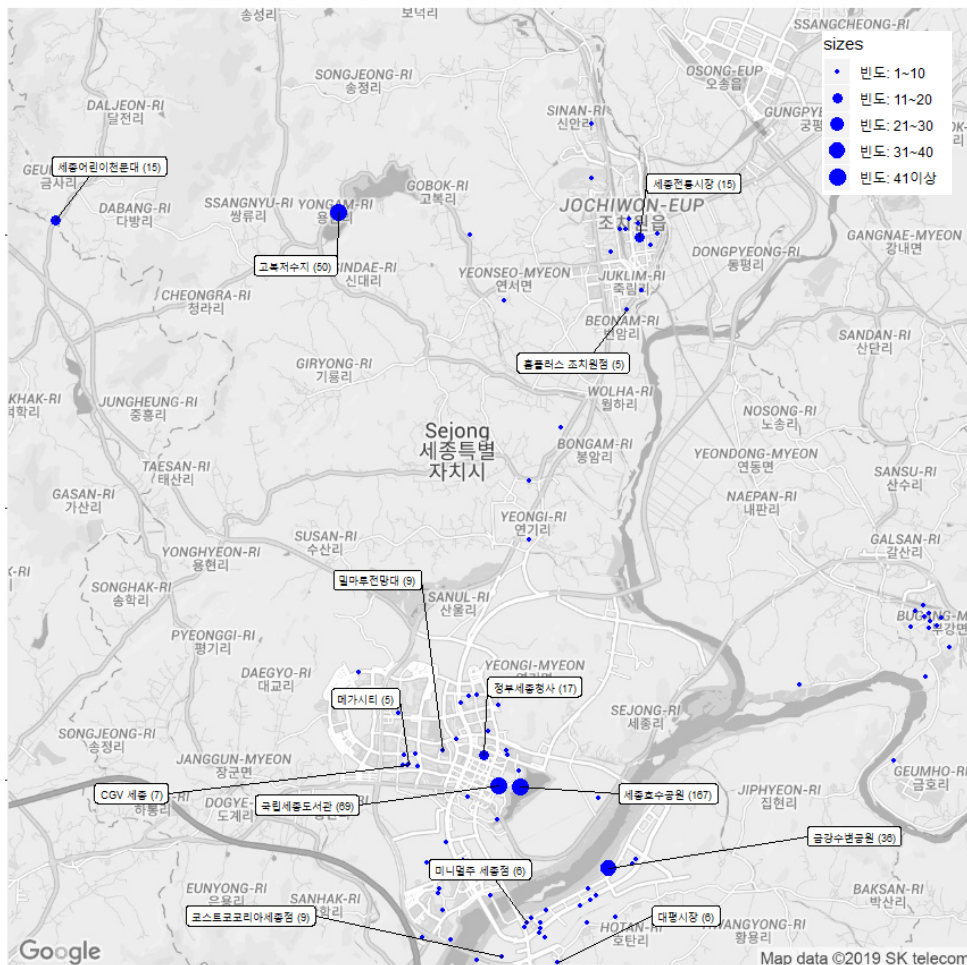 송성리
보덕리
SSANGCHEONG-RI
쌍청리
sizes
빈도: 1~10
빈도: 11~20
빈도: 21~30
빈도: 31~40
빈도: 41이상
SONGJEONG-RI
송정리
OSONG-EUP
오송읍
DALJEON-RI
달전리
SINAN-RI
신안리
궁평리
세종어린이천문대 (15)
금사리
DABANG-RI
다방리
SSANGNYU-RI
쌍류리
YONGAM-RI
GOBOK-RI
고복리
세종전통시장 (15)
JOCHIWON-EUP
조치원읍
GANGNAE-MYEON
강내면
DONGPYEONG-RI
동평리
고복저수지 (50)
SINDAE-RI
신대리
YEONSEO-MYEON
연서면
JUKLIM-RI
죽림리
CHEONGRA-RI
청라리
BEONAM-RI
번암리
SANDAN-RI
산단리
GIRYONG-RI
기룡리
홈플러스 조치원점 (5)
WOLHA-RI
월하리
JUNGHEUNG-RI
중흥리
NOSONG-RI
노송리
Sejong
세종특별
자치시
BONGAM-RI
봉암리
YEONDONG-MYEON
연동면
TAESAN-RI
태산리
SANSU-RI
산수리
GASAN-RI
가산리
NAEPAN-RI
내판리
YEONGI-RI
연기리
SUSAN-RI
수산리
GALSAN-RI
갈산리
YONGHYEON-RI
용현리
밀마루전망대 (9)
SONGHAK-RI
송학리
SANUL-RI
산울리
부강면
PYEONGGI-RI
평기리
DAEGYO-RI
대교리
YEONGI-MYEON
정부세종청사 (17)
메가시티 (5)
SEJONG-RI
세종리
SONGJEONG-RI
송정리
JANGGUN-MYEON
장군면
GEUMHO-RI
금호리
CGV 세종 (7)
하봉리
도계리
국립세종도서관 (69)
세종호수공원 (167)
JIPHYEON-RI
집현리
금강수변공원 (36)
미니멀주 세종점 (6)
EUNYONG-RI
은용리
SANHAK-RI
BAKSAN-RI
박산리
코스트코코리아세종점 (9)
대평시장 (6)
HOTAN-RI
호탄리
HWANGYONG-RI
황용리
Google
Map data ©2019 SK telecom